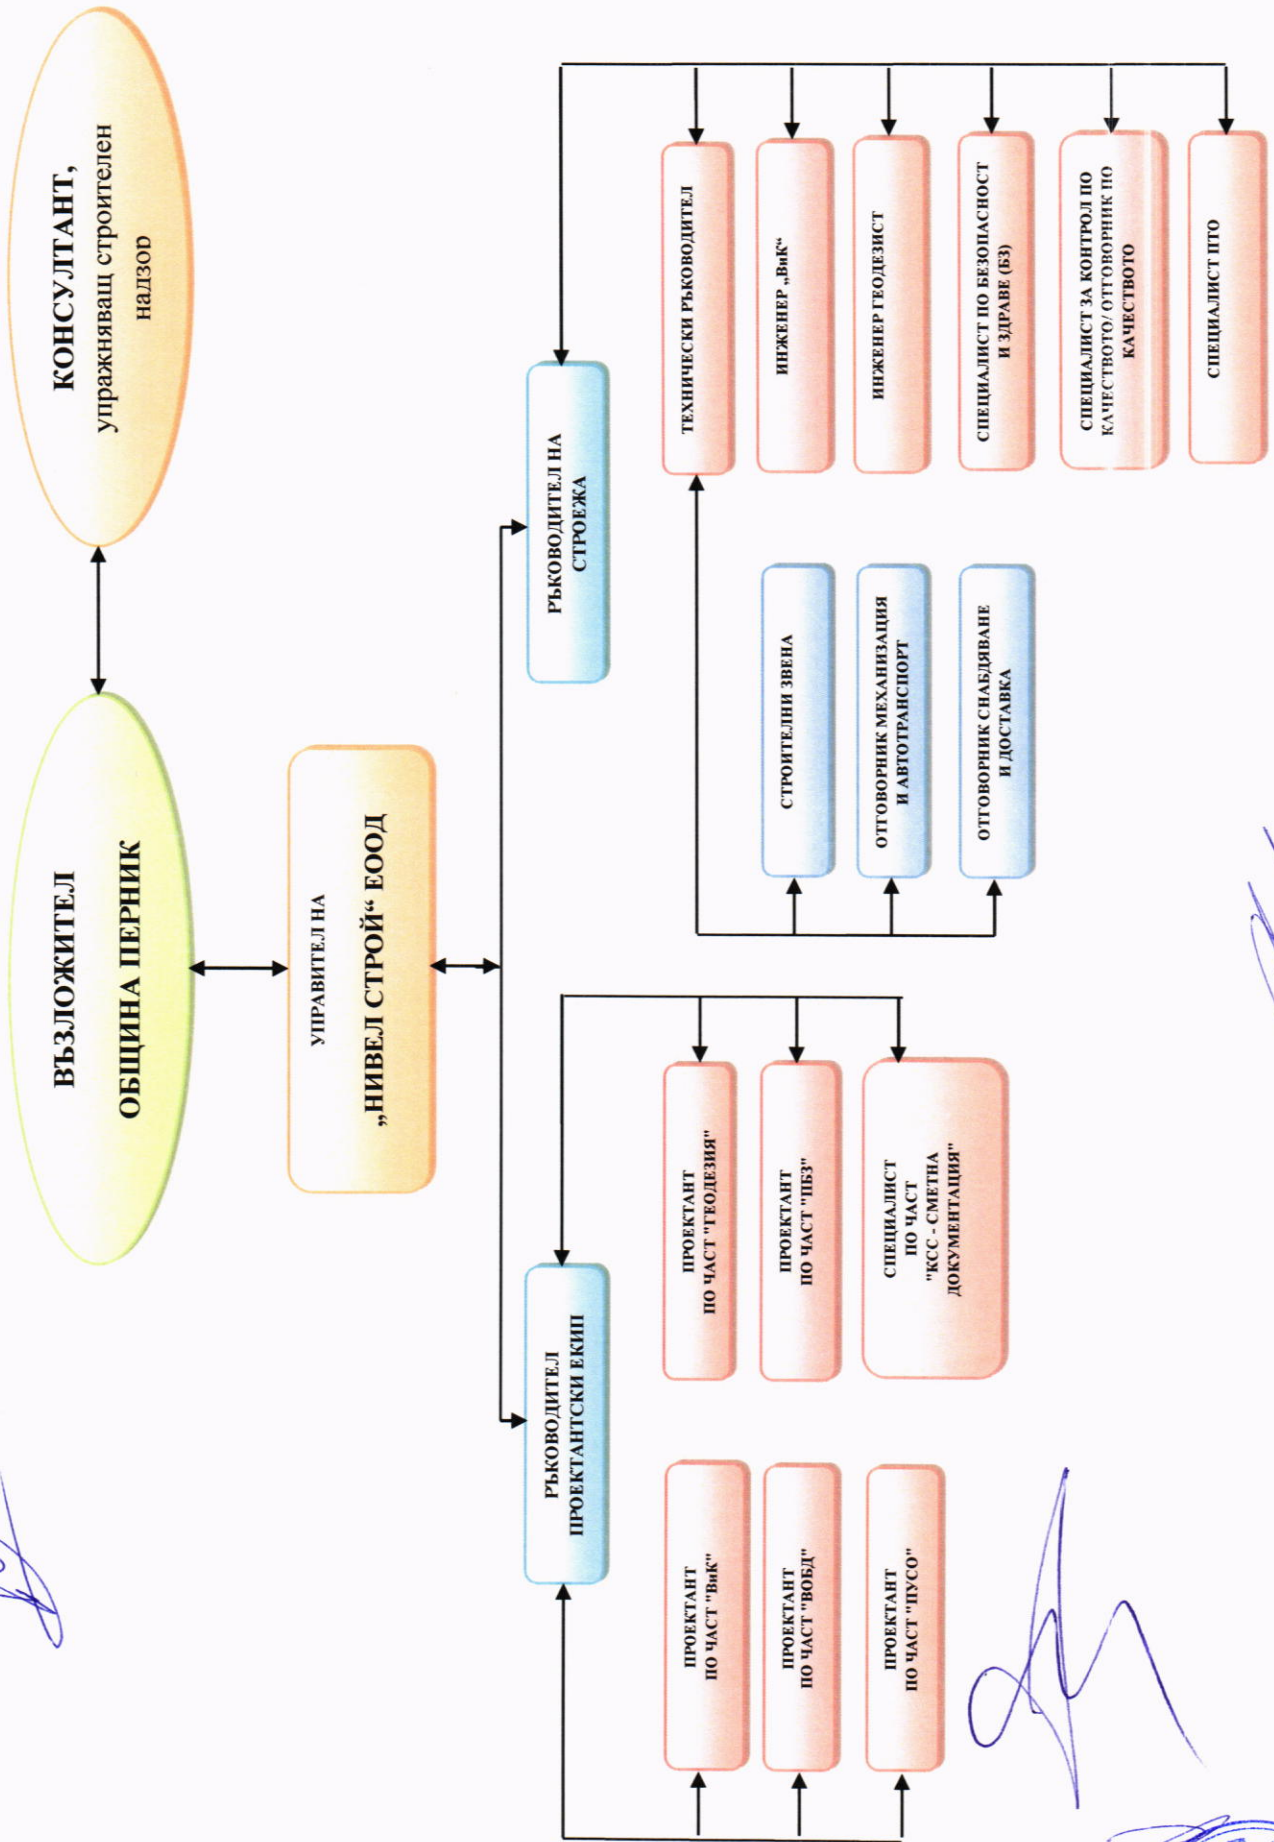 ВЪЗЛОЖИТЕЛ
ОБЩИНА ПЕРНИК
КОНСУЛТАНТ,
упражняващ строителен
надзор
УПРАВИТЕЛ НА
„НИВЕЛ СТРОЙ“ ЕООД
РЪКОВОДИТЕЛ
ПРОЕКТАНТСКИ ЕКИП
РЪКОВОДИТЕЛ НА
СТРОЕЖА
ПРОЕКТАНТ
ПО ЧАСТ "ВиК"
ПРОЕКТАНТ
ПО ЧАСТ "ВОБД"
ПРОЕКТАНТ
ПО ЧАСТ "ПУСО"
ПРОЕКТАНТ
ПО ЧАСТ "ГЕОДЕЗИЯ"
ПРОЕКТАНТ
ПО ЧАСТ "ПБЗ"
СПЕЦИАЛИСТ
ПО ЧАСТ
"КСС - СМЕТНА
ДОКУМЕНТАЦИЯ"
СТРОИТЕЛНИ ЗВЕНА
ОТГОВОРНИК МЕХАНИЗАЦИЯ
И АВТОТРАНСПОРТ
ОТГОВОРНИК СНАБДЯВАНЕ
И ДОСТАВКА
ТЕХНИЧЕСКИ РЪКОВОДИТЕЛ
ИНЖЕНЕР „ВиК“
ИНЖЕНЕР ГЕОДЕЗИСТ
СПЕЦИАЛИСТ ПО БЕЗОПАСНОСТ
И ЗДРАВЕ (БЗ)
СПЕЦИАЛИСТ ЗА КОНТРОЛ ПО
КАЧЕСТВОТО/ ОТГОВОРНИК ПО
КАЧЕСТВОТО
СПЕЦИАЛИСТ ПТО